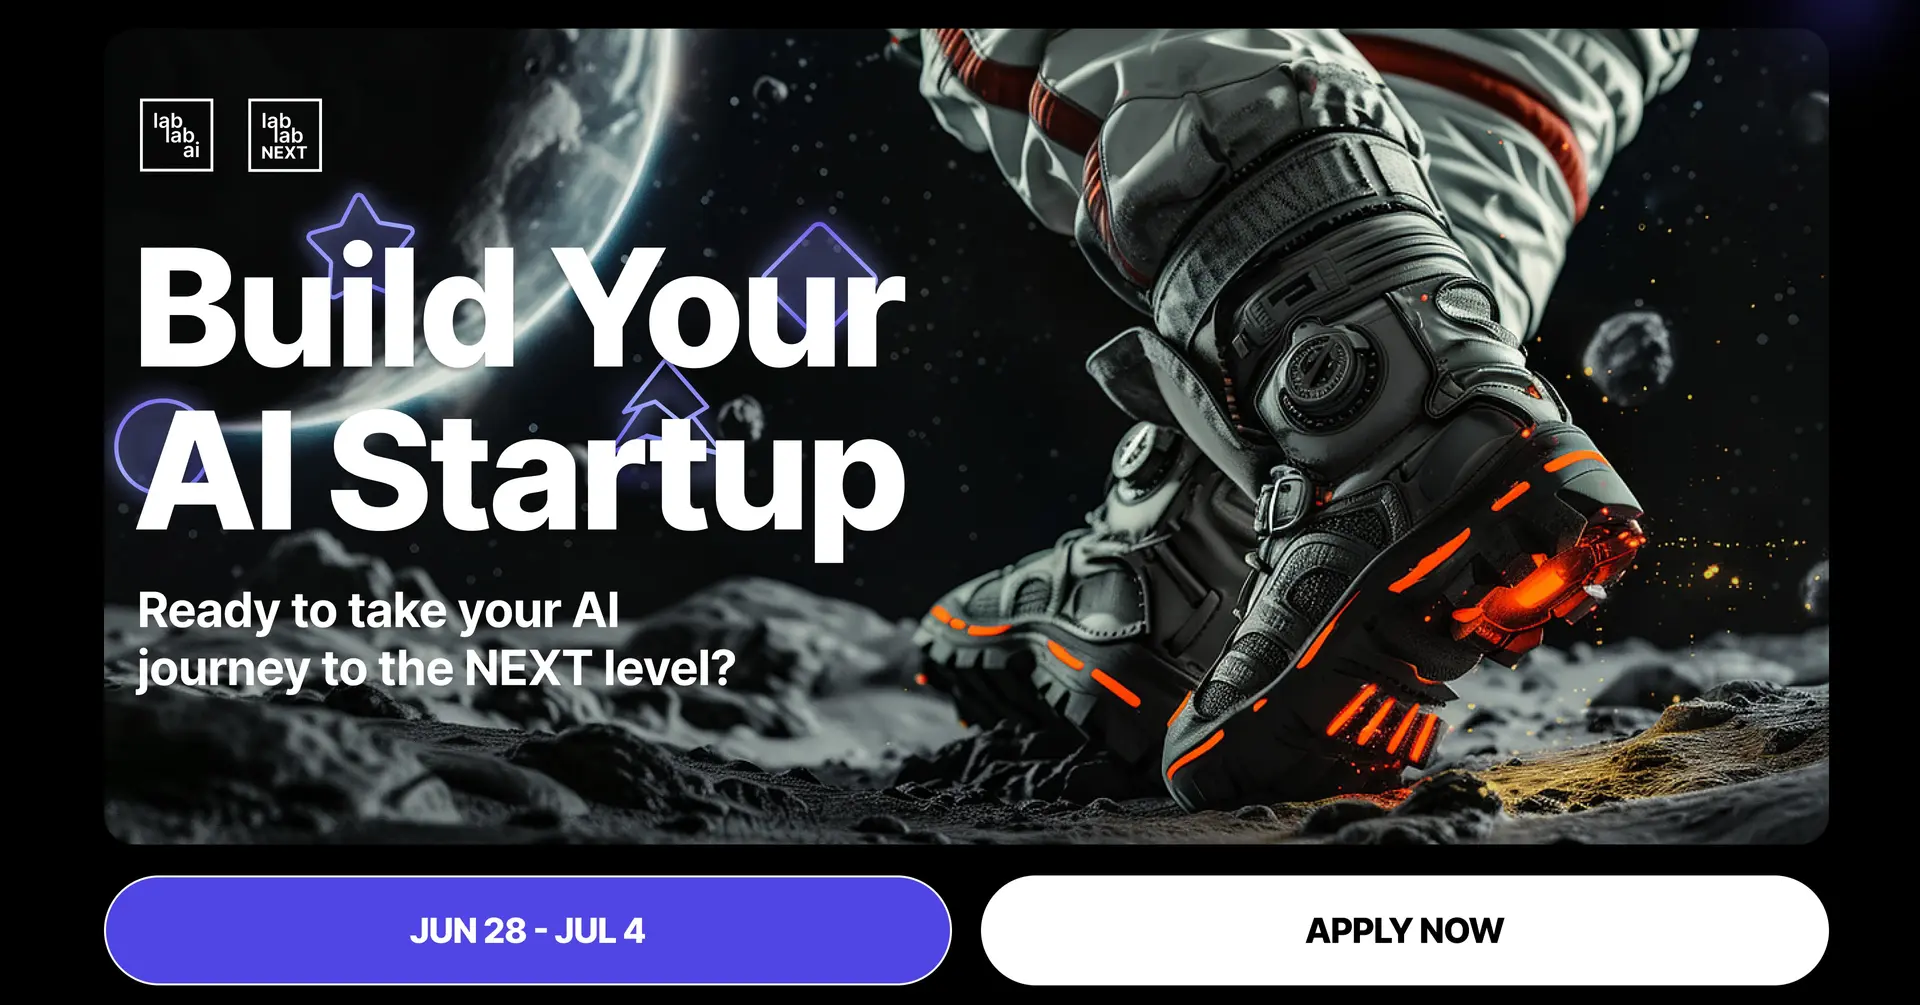 lab
lab
ai
lab
lab
NEXT
Build Your
AI Startup
Ready to take your AI
journey to the NEXT level?
JUN 28 - JUL 4
APPLY NOW